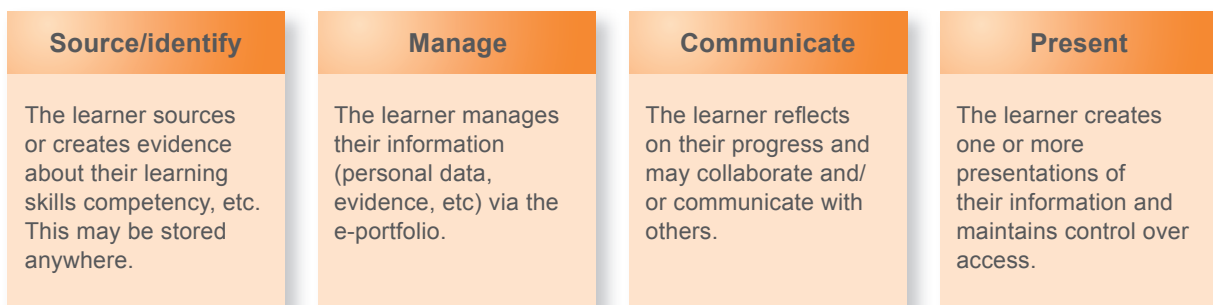 Source/identify
The learner sources
or creates evidence
about their learning
skills competency, etc.
This may be stored
anywhere.
Manage
The learner manages
their information
(personal data,
evidence, etc) via the
e-portfolio.
Communicate
The learner reflects
on their progress and
may collaborate and/
or communicate with
others.
Present
The learner creates
one or more
presentations of
their information and
maintains control over
access.